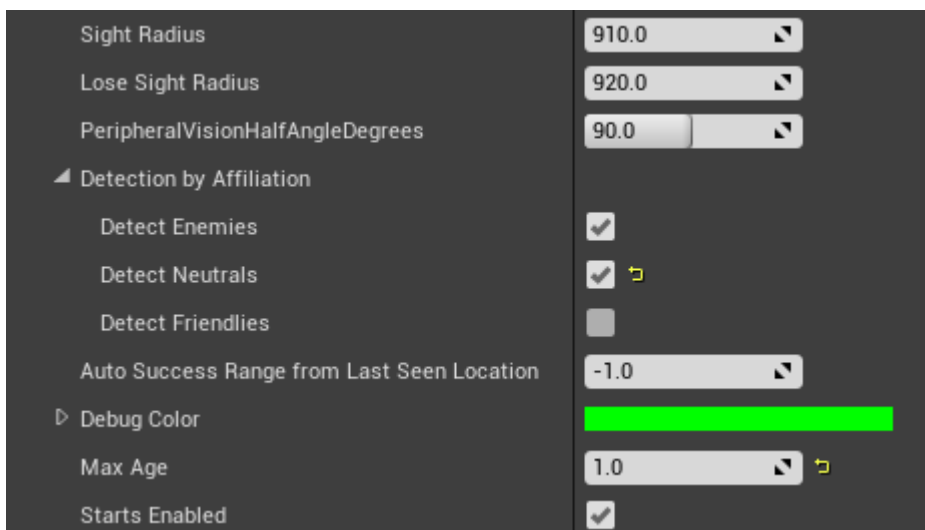 Sight Radius 910.0
Lose Sight Radius 920.0
PeripheralVisionHalfAngleDegrees 90.0
Detection by Affiliation
Detect Enemies
Detect Neutrals
Detect Friendlies
Auto Success Range from Last Seen Location -1.0
Debug Color
Max Age 1.0
Starts Enabled